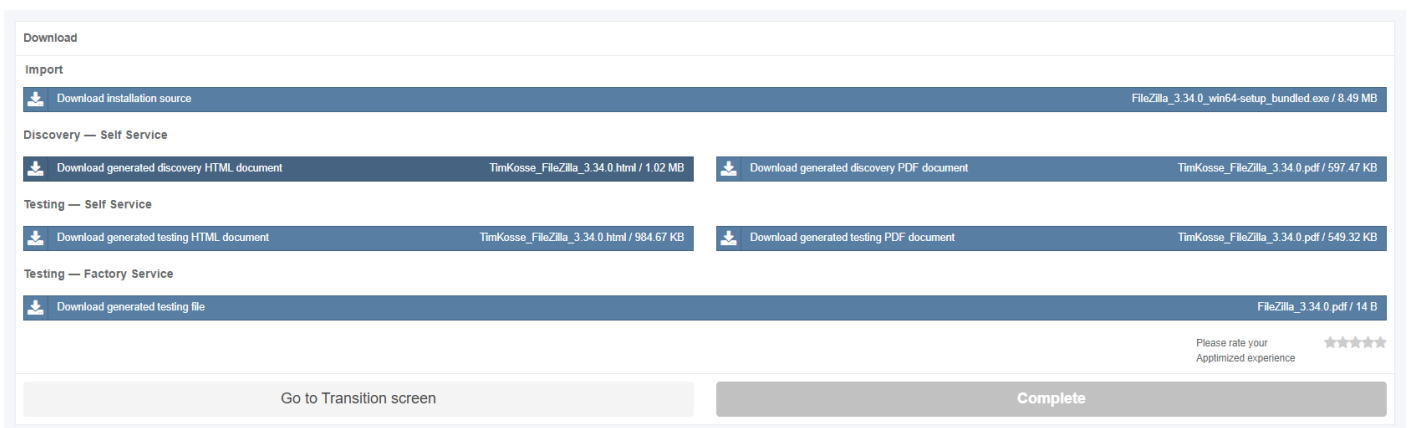 Download
Import
Download installation source FileZilla_3.34.0_win64-setup_bundled.exe / 8.49 MB
Discovery — Self Service
Download generated discovery HTML document TimKosse_FileZilla_3.34.0.html / 1.02 MB Download generated discovery PDF document TimKosse_FileZilla_3.34.0.pdf / 597.47 KB
Testing — Self Service
Download generated testing HTML document TimKosse_FileZilla_3.34.0.html / 984.67 KB Download generated testing PDF document TimKosse_FileZilla_3.34.0.pdf / 549.32 KB
Testing — Factory Service
Download generated testing file FileZilla_3.34.0.pdf / 14 B
Please rate your
Apptimized experience
Go to Transition screen Complete